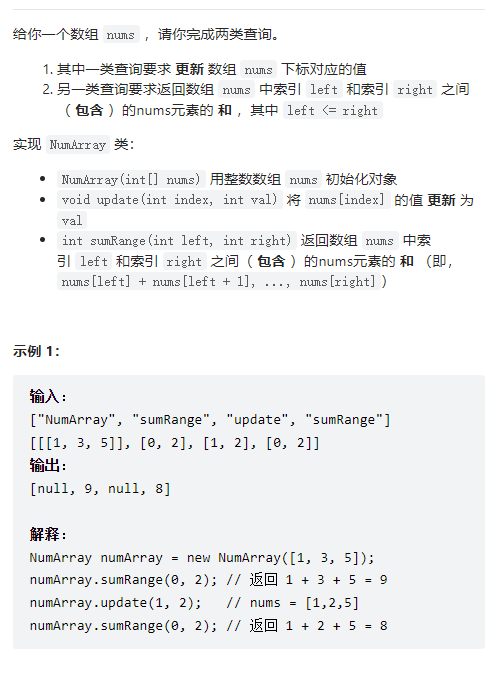 给你一个数组 nums ，请你完成两类查询。
1. 其中一类查询要求 更新 数组 nums 下标对应的值
2. 另一类查询要求返回数组 nums 中索引 left 和索引 right 之间
（ 包含 ）的nums元素的 和 ，其中 left <= right
实现 NumArray 类：
• NumArray(int[] nums) 用整数数组 nums 初始化对象
• void update(int index, int val) 将 nums[index] 的值 更新 为
val
• int sumRange(int left, int right) 返回数组 nums 中索
引 left 和索引 right 之间（ 包含 ）的nums元素的 和 （即，
nums[left] + nums[left + 1], ..., nums[right] ）
示例 1：
输入：
["NumArray", "sumRange", "update", "sumRange"]
[[[1, 3, 5]], [0, 2], [1, 2], [0, 2]]
输出：
[null, 9, null, 8]
解释：
NumArray numArray = new NumArray([1, 3, 5]);
numArray.sumRange(0, 2); // 返回 1 + 3 + 5 = 9
numArray.update(1, 2);   // nums = [1,2,5]
numArray.sumRange(0, 2); // 返回 1 + 2 + 5 = 8